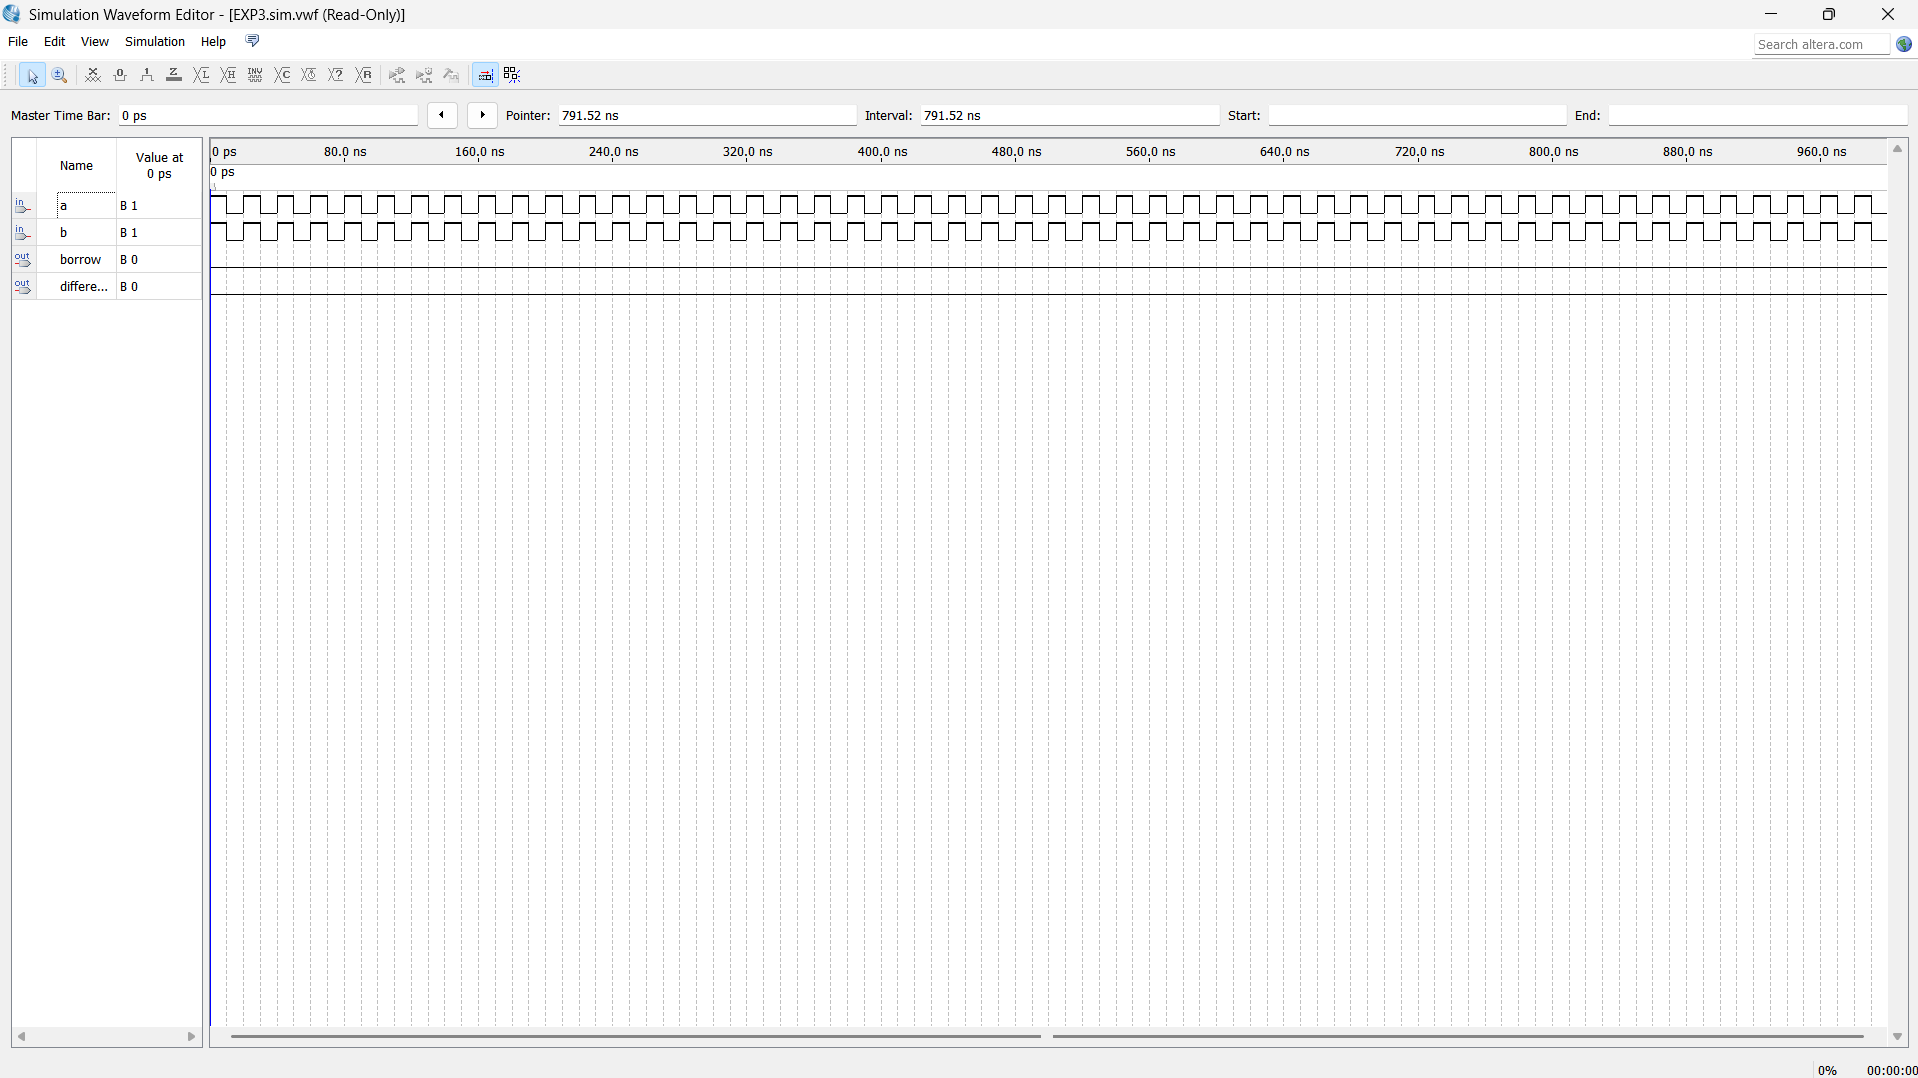 Simulation Waveform Editor - [EXP3.sim.vwf (Read-Only)]
File Edit View Simulation Help
Search altera.com
Master Time Bar: 0 ps Pointer: 791.52 ns Interval: 791.52 ns Start: End:
Name Value at 0 ps
0 ps 80.0 ns 160.0 ns 240.0 ns 320.0 ns 400.0 ns 480.0 ns 560.0 ns 640.0 ns 720.0 ns 800.0 ns 880.0 ns 960.0 ns
0 ps
in a B 1
in b B 1
out borrow B 0
out differe... B 0
0% 00:00:00